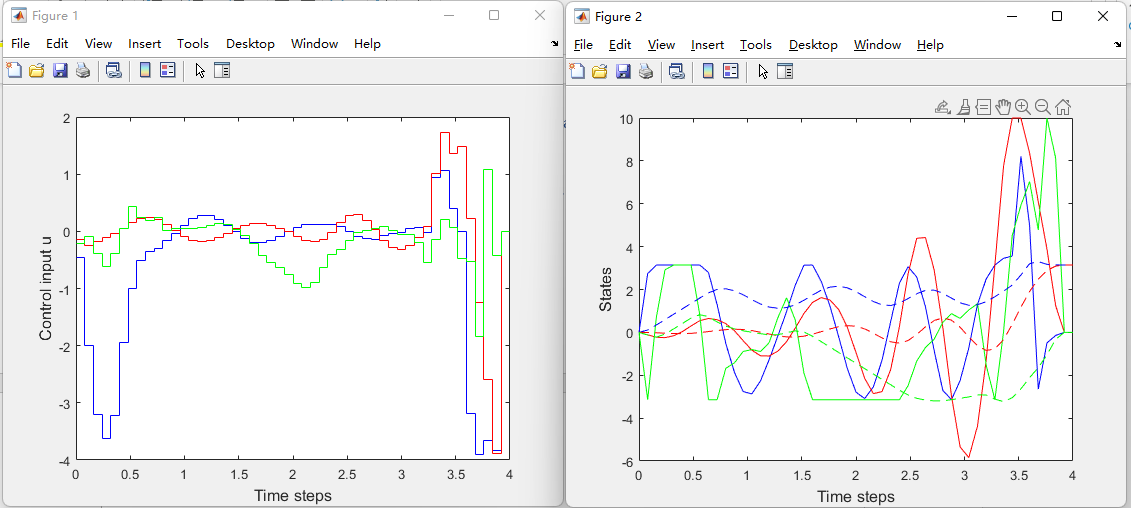 Figure 1
File Edit View Insert Tools Desktop Window Help
2
1
0
-1
-2
-3
-4
Control input u
0 0.5 1 1.5 2 2.5 3 3.5 4
Time steps
Figure 2
File Edit View Insert Tools Desktop Window Help
10
8
6
4
2
0
-2
-4
-6
States
0 0.5 1 1.5 2 2.5 3 3.5 4
Time steps